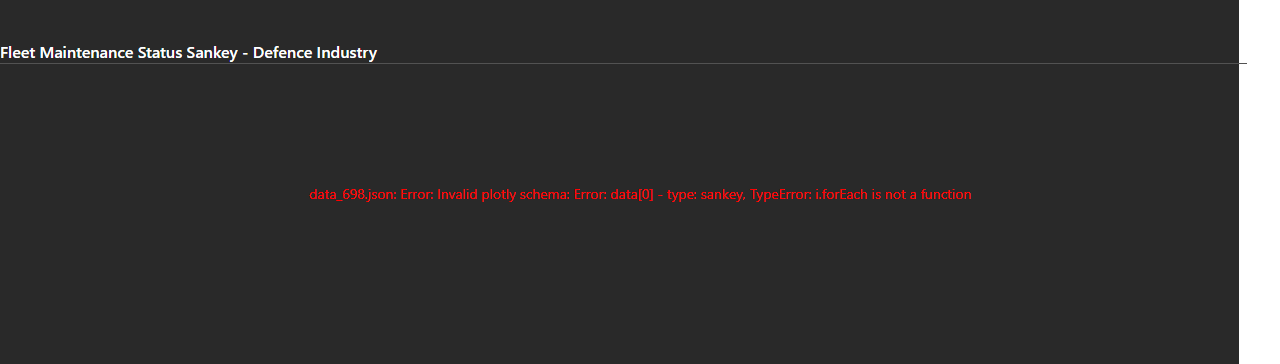 Fleet Maintenance Status Sankey - Defence Industry
data_698.json: Error: Invalid plotly schema: Error: data[0] - type: sankey, TypeError: i.forEach is not a function